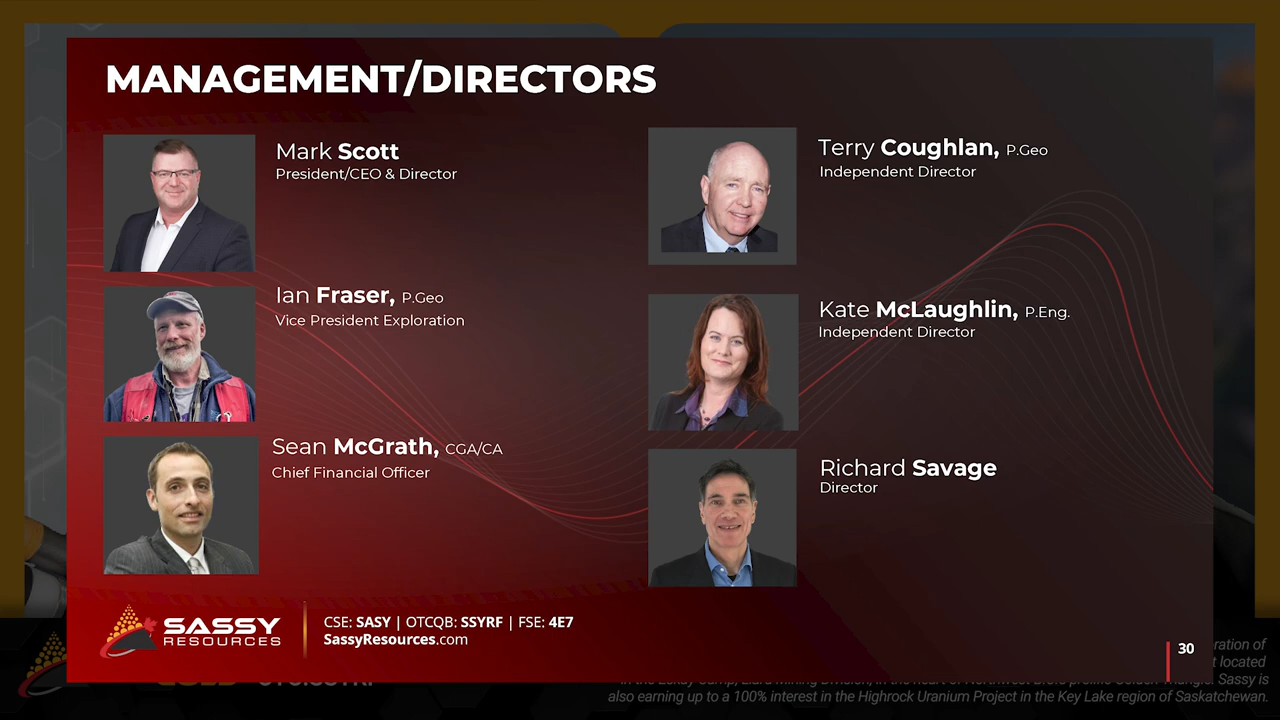 MANAGEMENT/DIRECTORS
Mark Scott
President/CEO & Director
Ian Fraser, P.Geo
Vice President Exploration
Sean McGrath, CGA/CA
Chief Financial Officer
Terry Coughlan, P.Geo
Independent Director
Kate McLaughlin, P.Eng.
Independent Director
Richard Savage
Director
SASSY
RESOURCES
CSE: SASY | OTCQB: SSYRF | FSE: 4E7
SassyResources.com
30
t located
Sassy is
also earning up to a 100% interest in the Highrock Uranium Project in the Key Lake region of Saskatchewan.